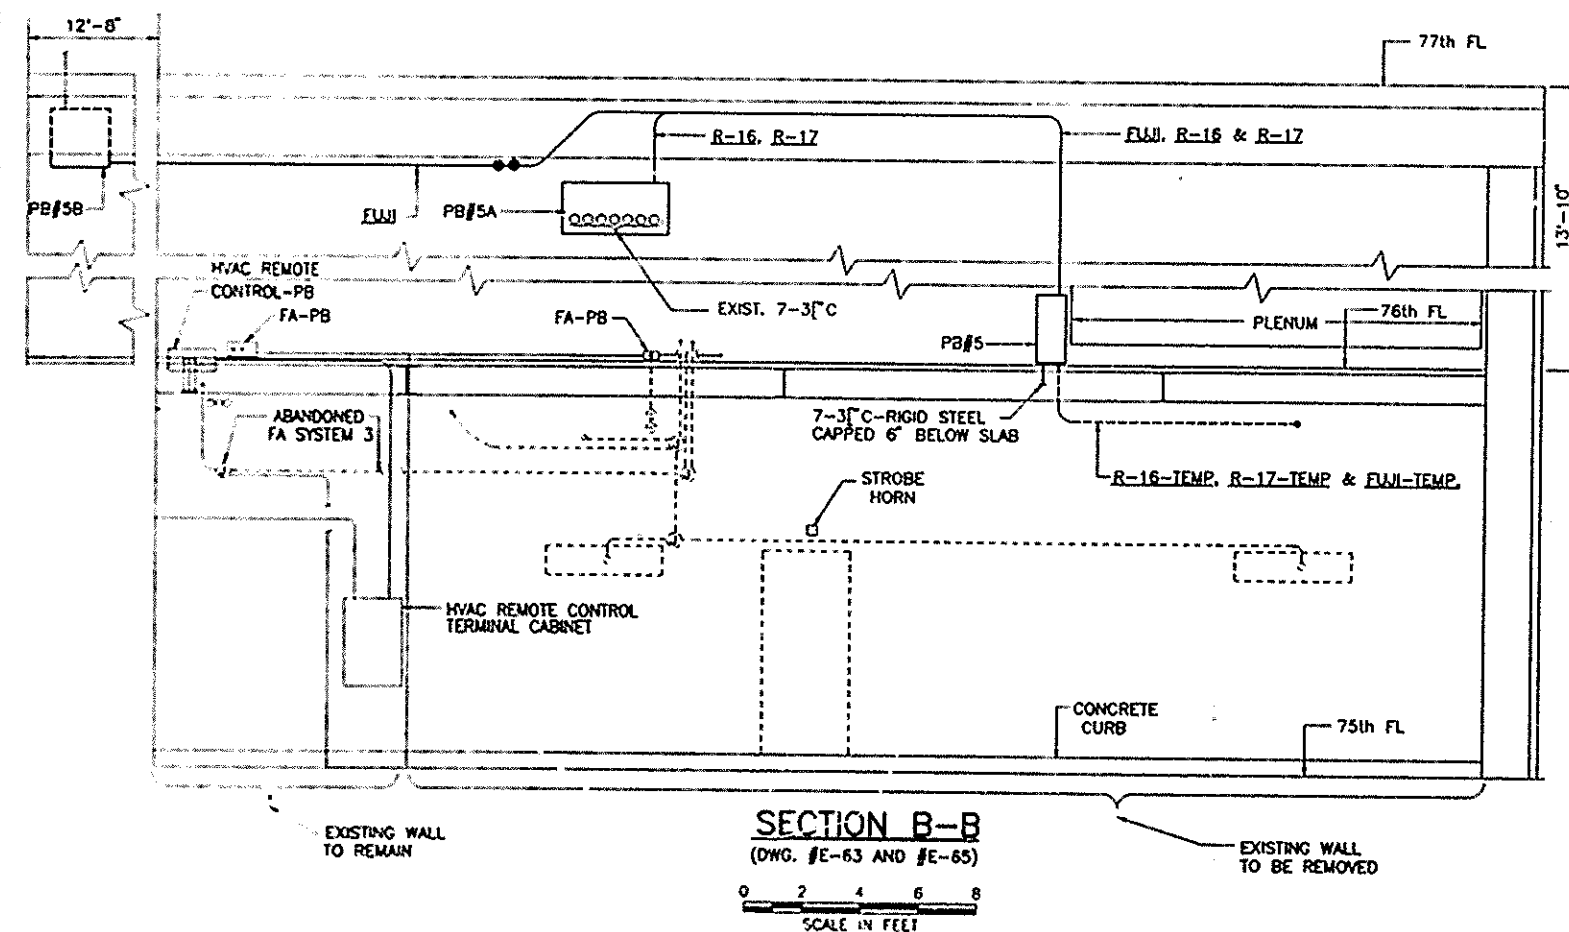 12'-8"
77th FL
R-16, R-17
FUJI, R-16 & R-17
PB#5B
FUJI
PB#5A
13'-10"
HVAC REMOTE
CONTROL-PB
FA-PB
FA-PB
EXIST. 7-3[" C
PB#5
PLENUM
76th FL
ABANDONED
FA SYSTEM 3
7-3[" C-RIGID STEEL
CAPPED 6" BELOW SLAB
R-16-TEMP, R-17-TEMP & FUJI-TEMP.
STROBE
HORN
HVAC REMOTE CONTROL
TERMINAL CABINET
CONCRETE
CURB
75th FL
EXISTING WALL
TO REMAIN
SECTION B-B
(DWG. #E-63 AND #E-65)
EXISTING WALL
TO BE REMOVED
0 2 4 6 8
SCALE IN FEET